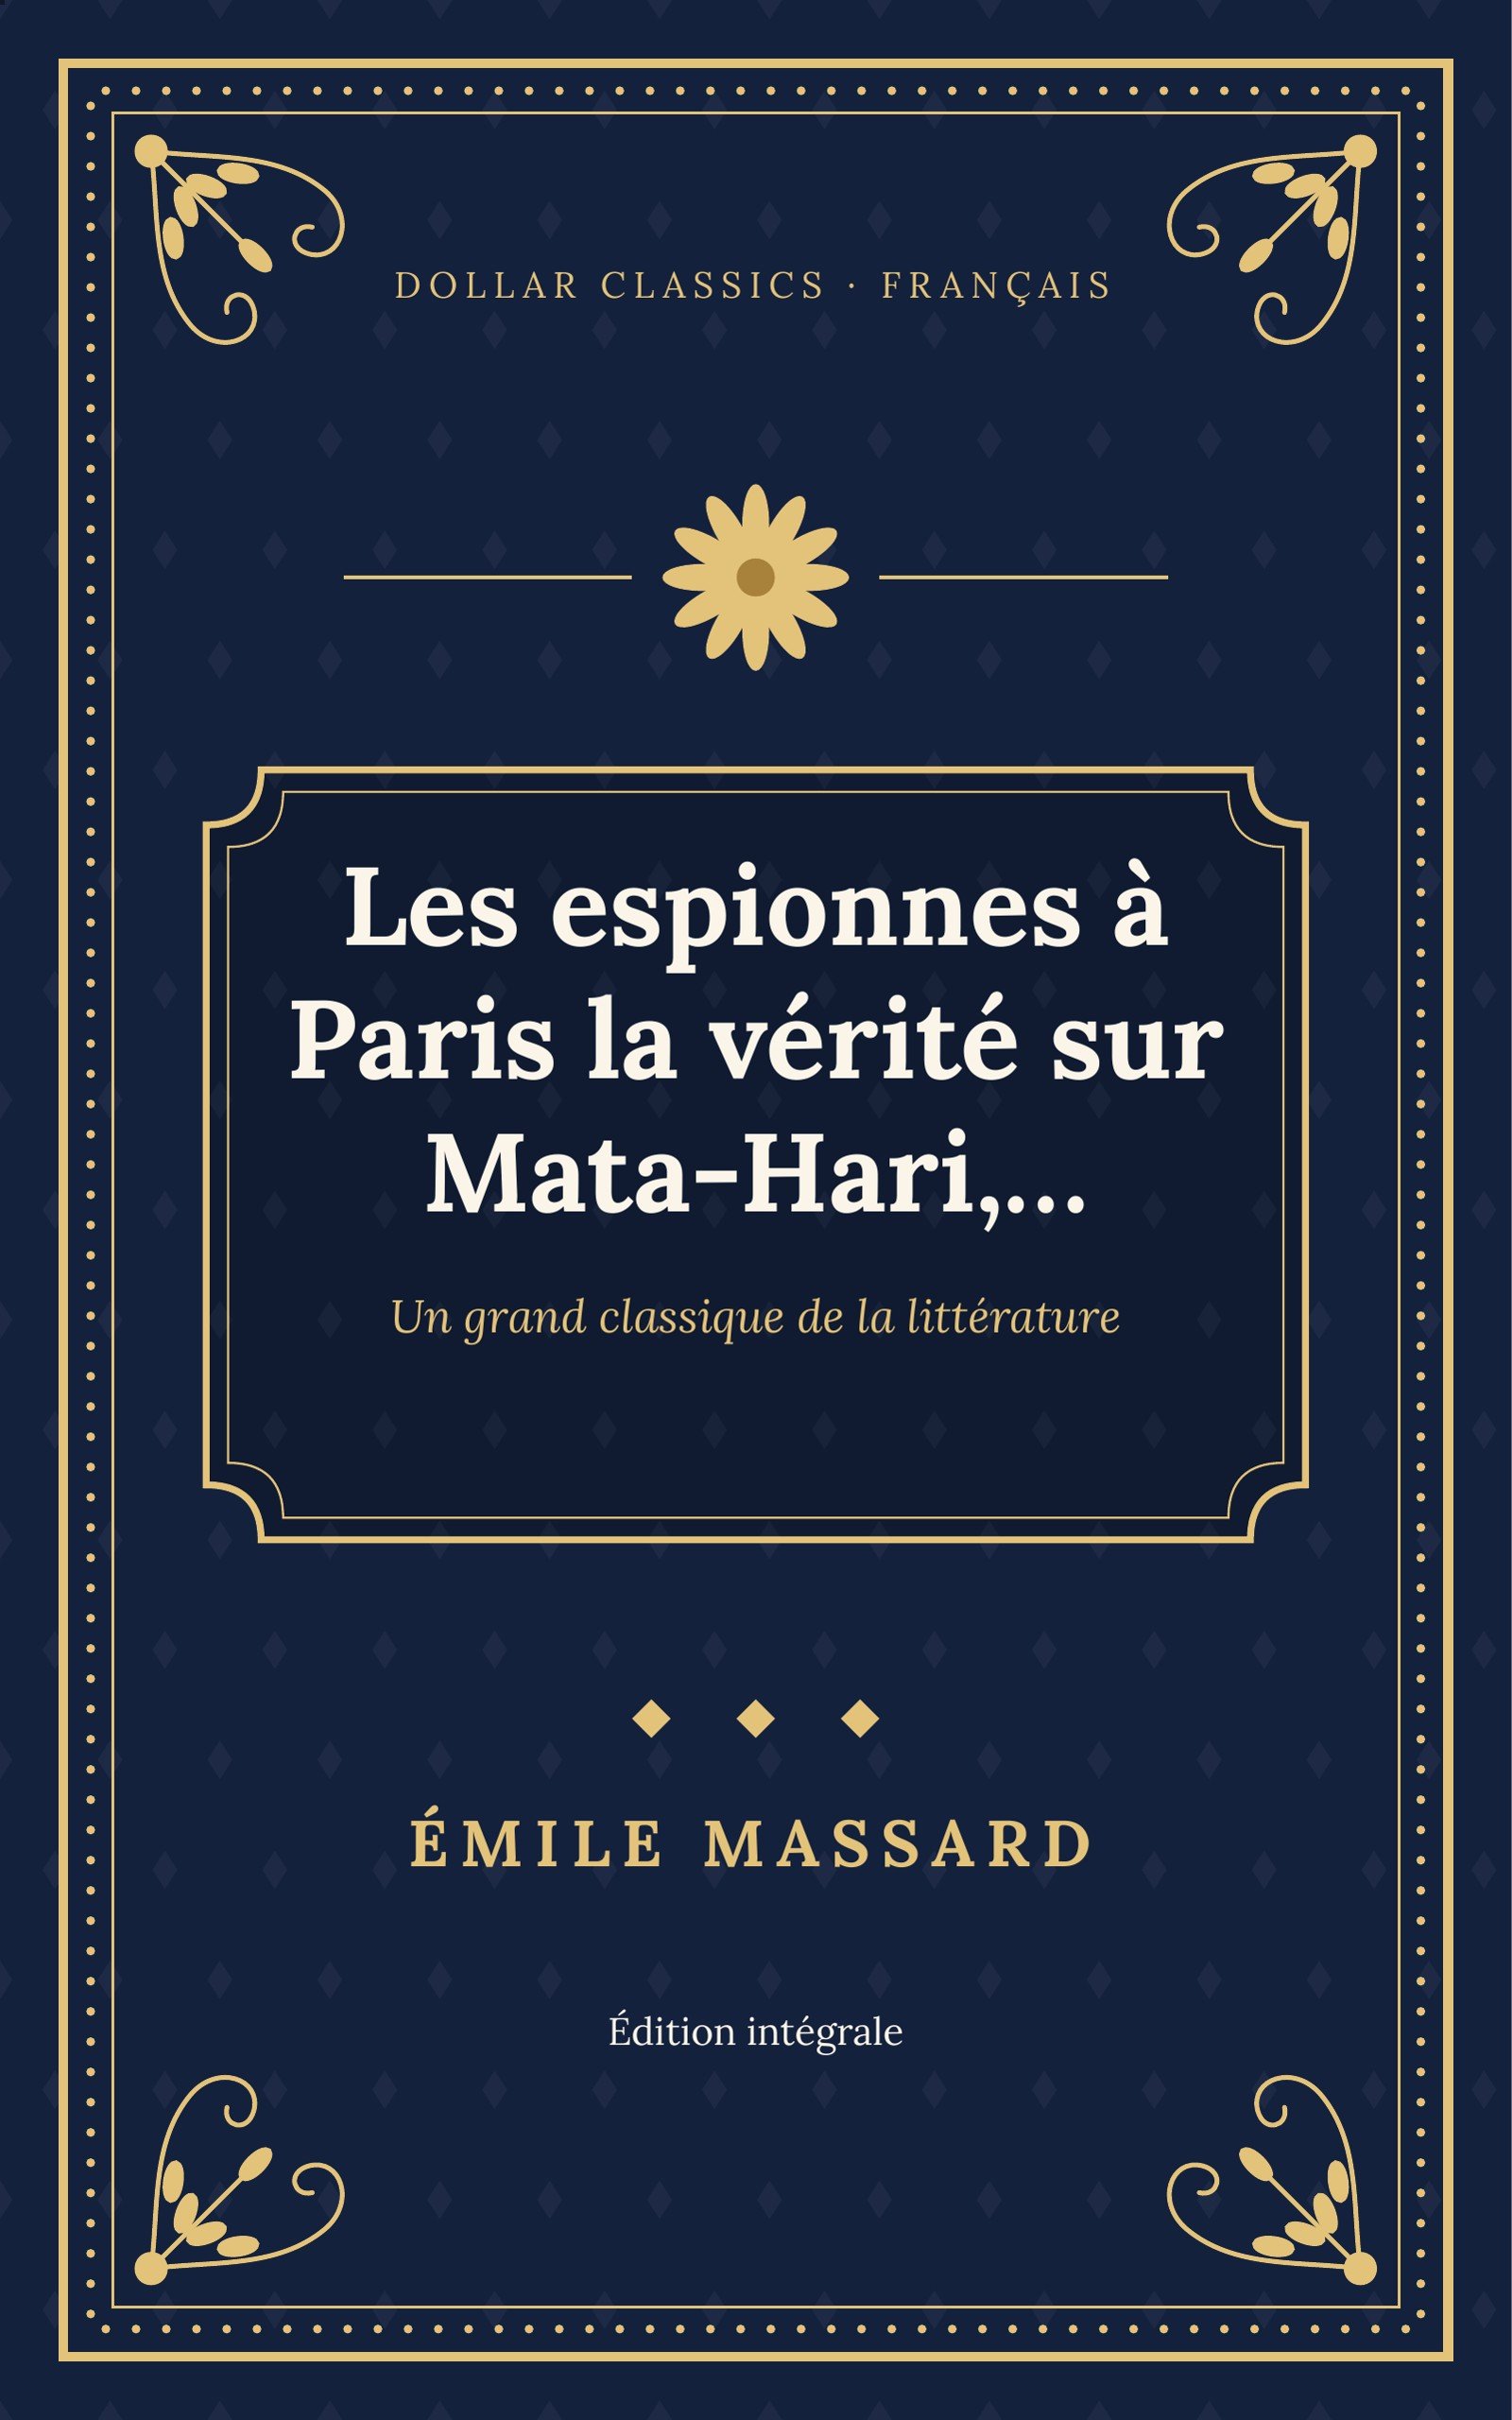 DOLLAR CLASSICS · FRANÇAIS
Les espionnes à
Paris la vérité sur
Mata-Hari,...
Un grand classique de la littérature
ÉMILE MASSARD
Édition intégrale